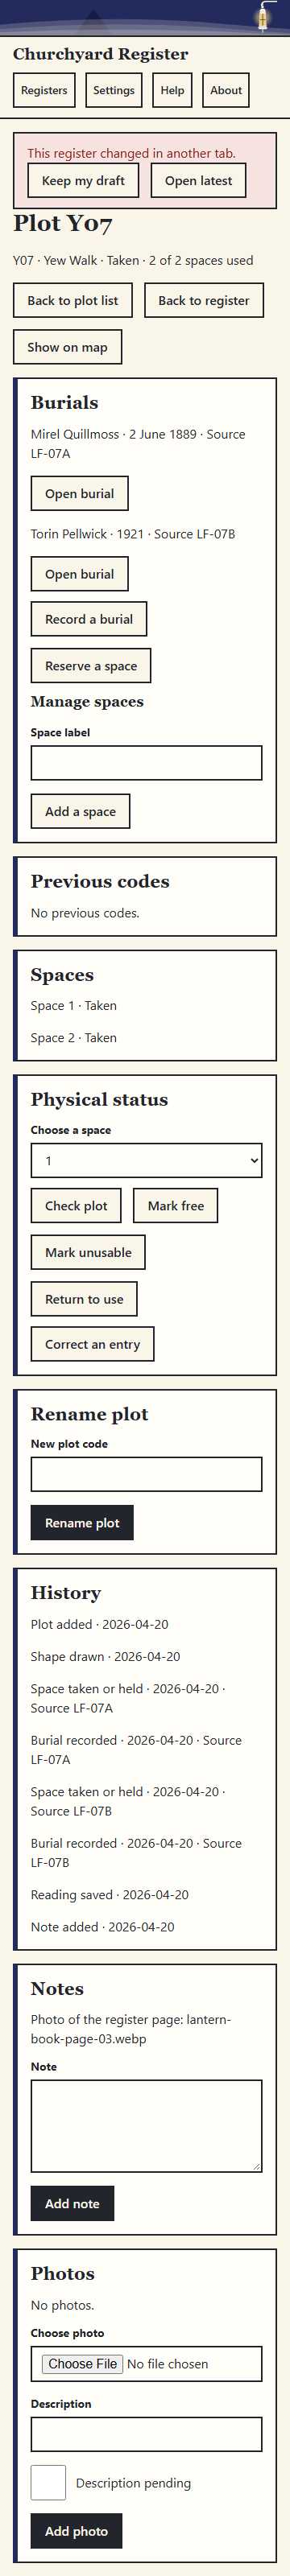 Churchyard Register
Registers
Settings
Help
About
This register changed in another tab.
Keep my draft
Open latest
Plot Y07
Y07 · Yew Walk · Taken · 2 of 2 spaces used
Back to plot list
Back to register
Show on map
Burials
Mirel Quillmoss · 2 June 1889 · Source
LF-07A
Open burial
Torin Pellwick · 1921 · Source LF-07B
Open burial
Record a burial
Reserve a space
Manage spaces
Space label
Add a space
Previous codes
No previous codes.
Spaces
Space 1 · Taken
Space 2 · Taken
Physical status
Choose a space
1
Check plot
Mark free
Mark unusable
Return to use
Correct an entry
Rename plot
New plot code
Rename plot
History
Plot added · 2026-04-20
Shape drawn · 2026-04-20
Space taken or held · 2026-04-20 ·
Source LF-07A
Burial recorded · 2026-04-20 · Source
LF-07A
Space taken or held · 2026-04-20 ·
Source LF-07B
Burial recorded · 2026-04-20 · Source
LF-07B
Reading saved · 2026-04-20
Note added · 2026-04-20
Notes
Photo of the register page: lantern-
book-page-03.webp
Note
Add note
Photos
No photos.
Choose photo
Choose File No file chosen
Description
Description pending
Add photo